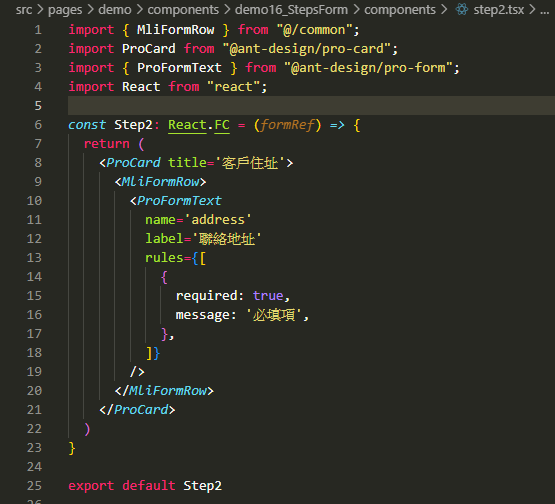 src > pages > demo > components > demo16_StepsForm > components > step2.tsx > ...
1 import { MliFormRow } from "@/common";
2 import ProCard from "@ant-design/pro-card";
3 import { ProFormText } from "@ant-design/pro-form";
4 import React from "react";
5
6 const Step2: React.FC = (formRef) => {
7   return (
8     <ProCard title='客戶住址'>
9       <MliFormRow>
10         <ProFormText
11           name='address'
12           label='聯絡地址'
13           rules={[
14             {
15               required: true,
16               message: '必填項',
17             },
18           ]}
19         />
20       </MliFormRow>
21     </ProCard>
22   )
23 }
24
25 export default Step2